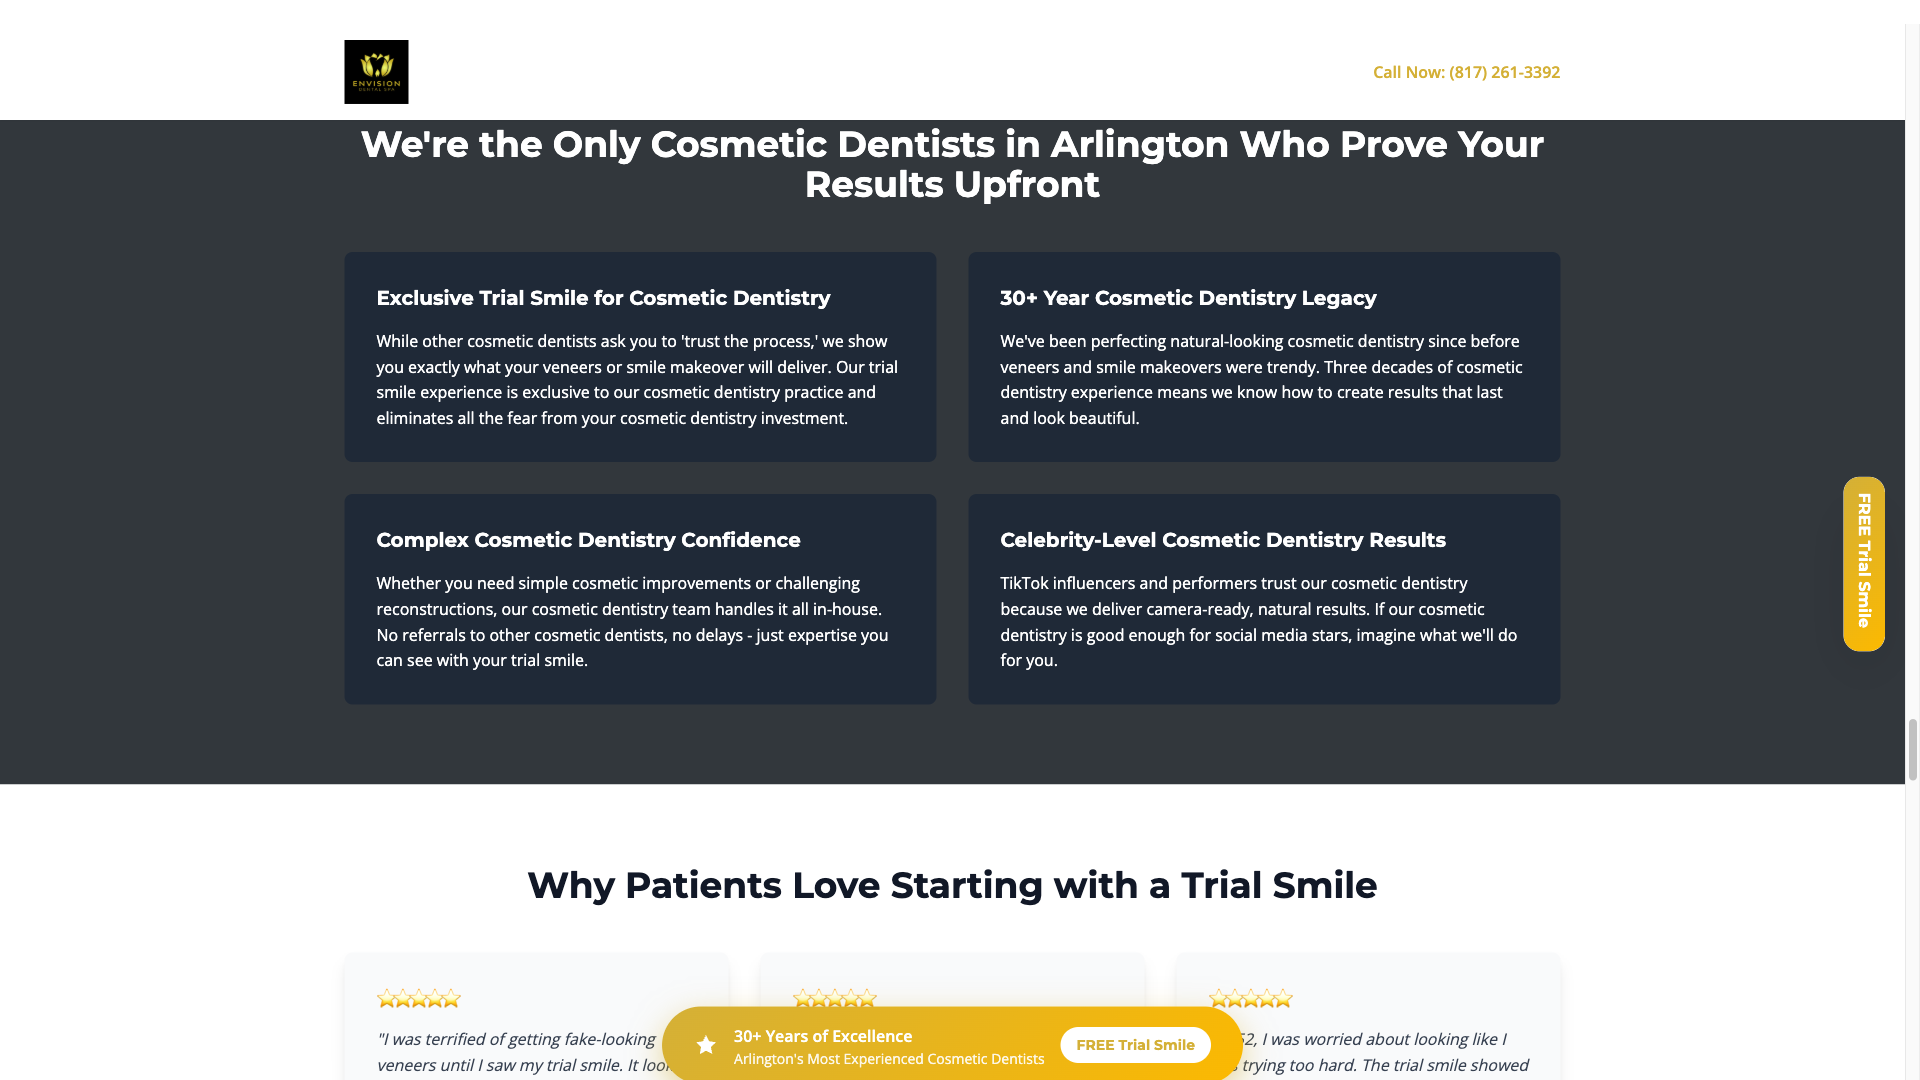 ENVISION
DENTAL SPA
Call Now: (817) 261-3392
We're the Only Cosmetic Dentists in Arlington Who Prove Your
Results Upfront
Exclusive Trial Smile for Cosmetic Dentistry
While other cosmetic dentists ask you to 'trust the process,' we show
you exactly what your veneers or smile makeover will deliver. Our trial
smile experience is exclusive to our cosmetic dentistry practice and
eliminates all the fear from your cosmetic dentistry investment.
30+ Year Cosmetic Dentistry Legacy
We've been perfecting natural-looking cosmetic dentistry since before
veneers and smile makeovers were trendy. Three decades of cosmetic
dentistry experience means we know how to create results that last
and look beautiful.
Complex Cosmetic Dentistry Confidence
Whether you need simple cosmetic improvements or challenging
reconstructions, our cosmetic dentistry team handles it all in-house.
No referrals to other cosmetic dentists, no delays - just expertise you
can see with your trial smile.
Celebrity-Level Cosmetic Dentistry Results
TikTok influencers and performers trust our cosmetic dentistry
because we deliver camera-ready, natural results. If our cosmetic
dentistry is good enough for social media stars, imagine what we'll do
for you.
FREE Trial Smile
Why Patients Love Starting with a Trial Smile
"I was terrified of getting fake-looking
veneers until I saw my trial smile. It
52, I was worried about looking like I
trying too hard. The trial smile showed
30+ Years of Excellence
Arlington's Most Experienced Cosmetic Dentists
FREE Trial Smile